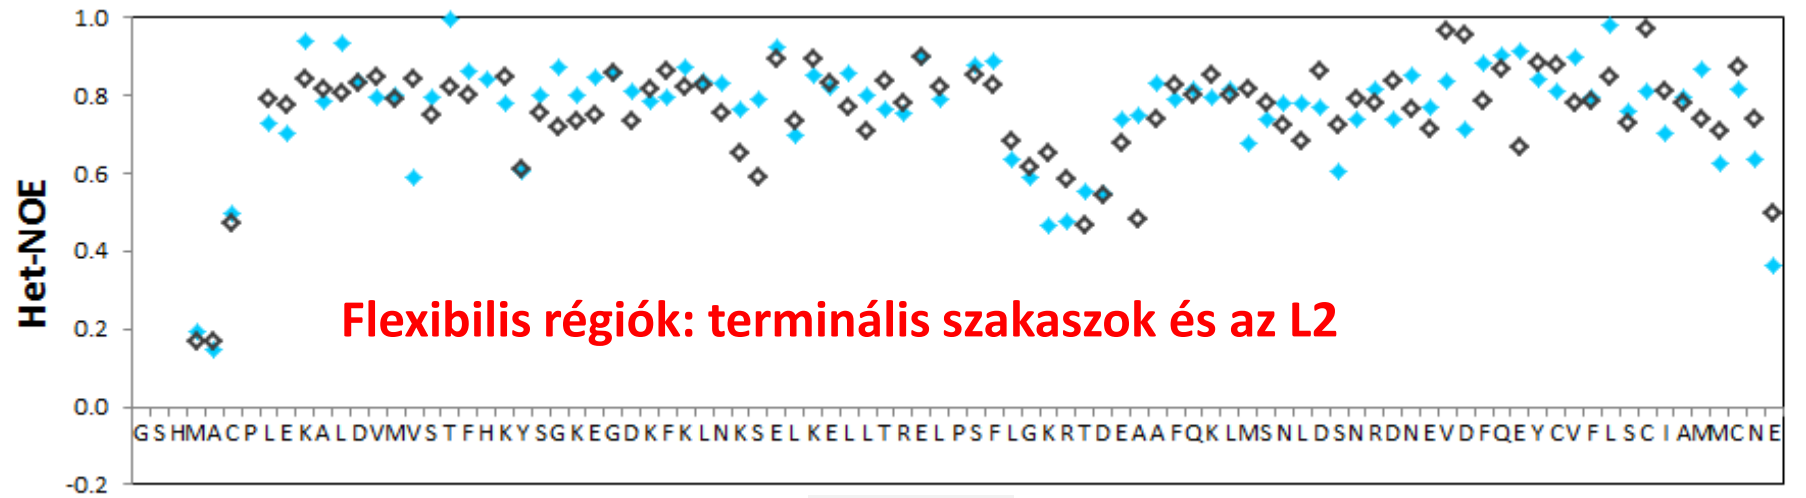 1.0
0.8
0.6
0.4
0.2
0.0
-0.2
Het-NOE
Flexibilis régiók: terminális szakaszok és az L2
GSHMACPLEKALDVMVSTFHKYSGKEGDKFKLNKSELKELLTRELPSFLGKRTDEAAFQKLMSNLDSNRDNEVDFQEYCVFLSCIAMMCNE